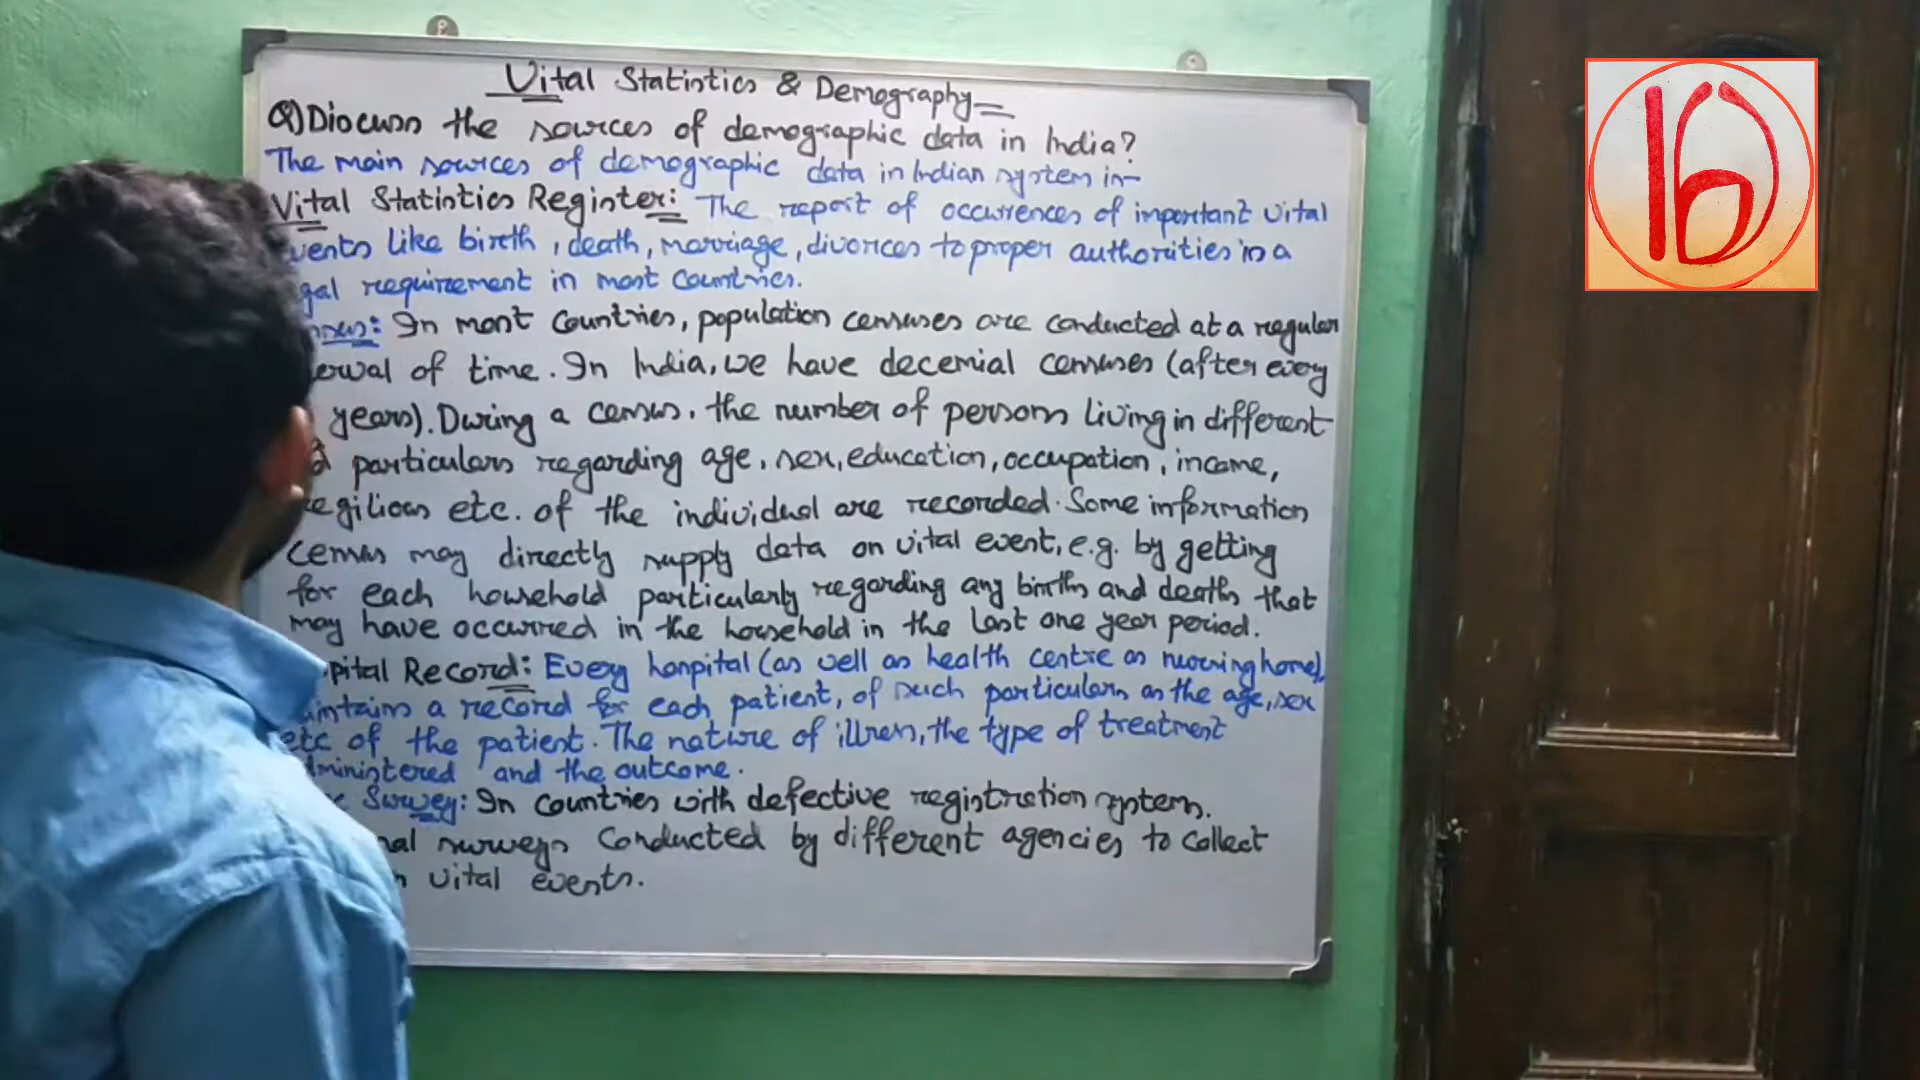 Vital Statistics & Demography
Q) Discuss the sources of demographic data in India?
The main sources of demographic data in Indian system is-
Vital Statistics Register: The report of occurrences of important vital
vents like birth, death, marriage, divorces to proper authorities is a
gal requirement in most countries.
nsus: In most countries, population censuses are conducted at a regular
erval of time. In India, we have decemial censuses (after every
years). During a census, the number of persons living in different
particulars regarding age, sex, education, occupation, income,
egilious etc. of the individual are recorded. Some information
census may directly supply data on vital event, e.g. by getting
for each household particularly regarding any births and deaths that
may have occurred in the household in the last one year period.
pital Record: Every hospital (as well as health centre as nursing home),
intains a record for each patient, of such particulars as the age, sex
etc of the patient. The nature of illness, the type of treatment
ministered and the outcome.
Survey: In countries with defective registration system.
nal surveys conducted by different agencies to collect
n vital events.